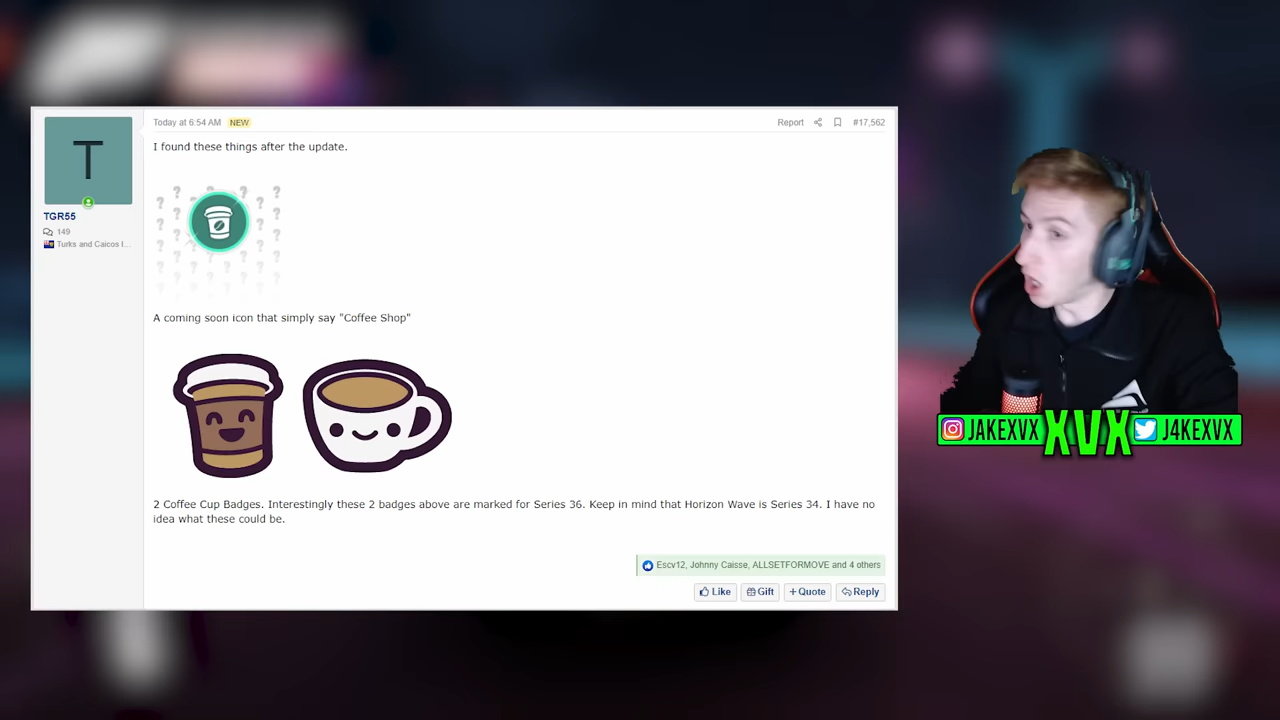 T
TGR55
149
Turks and Caicos I...
Today at 6:54 AM NEW
Report #17,562
I found these things after the update.
A coming soon icon that simply say "Coffee Shop"
2 Coffee Cup Badges. Interestingly these 2 badges above are marked for Series 36. Keep in mind that Horizon Wave is Series 34. I have no
idea what these could be.
Escv12, Johnny Caisse, ALLSETFORMOVE and 4 others
Like Gift + Quote Reply
JAKEXVX XVX J4KEXVX